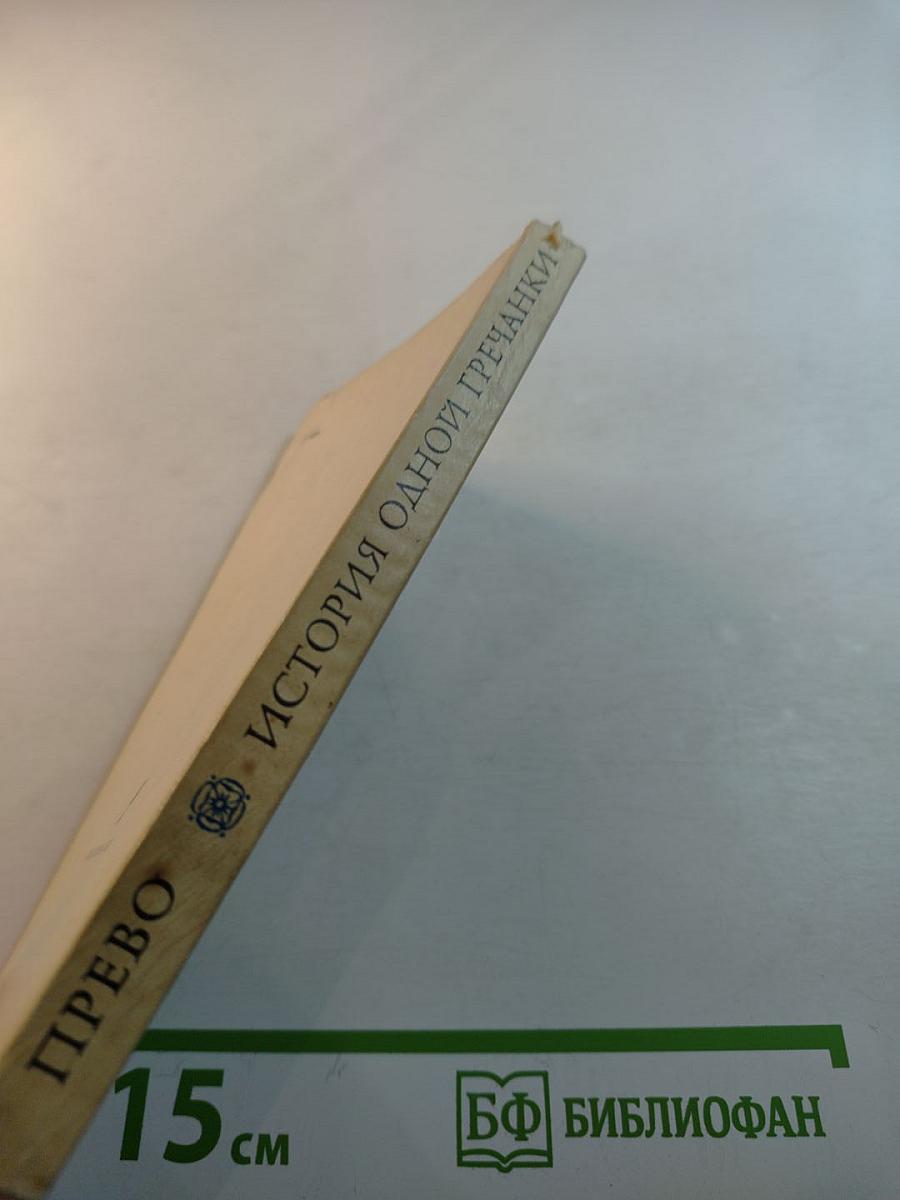 ПРЕВО ИСТОРИЯ ОДНОЙ ГРЕЧАНКИ
15 см
БФ БИБЛИОФАН